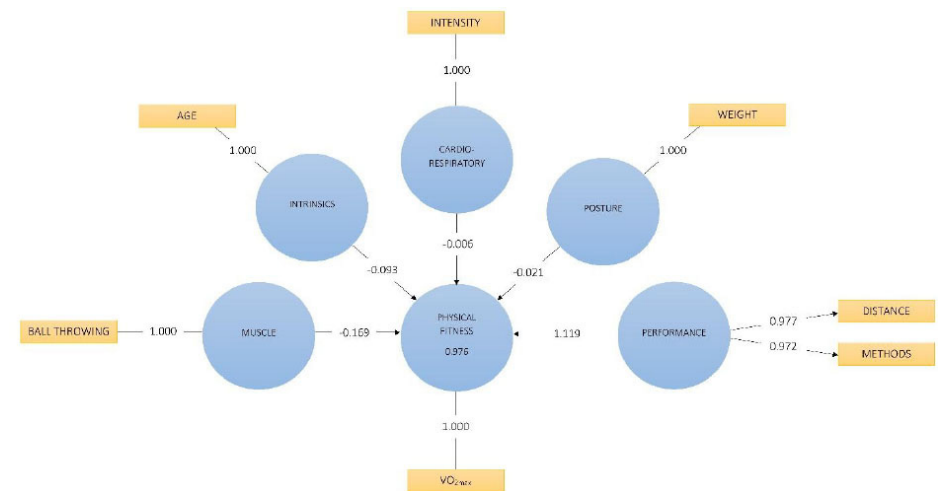 INTENSITY
1.000
AGE
WEIGHT
1.000
CARDIO-
RESPIRATORY
1.000
INTRINSICS
POSTURE
-0.006
-0.093
-0.021
BALL THROWING
1.000
MUSCLE
-0.169
PHYSICAL
FITNESS
0.976
1.119
PERFORMANCE
0.977
DISTANCE
0.972
METHODS
1.000
VO₂max